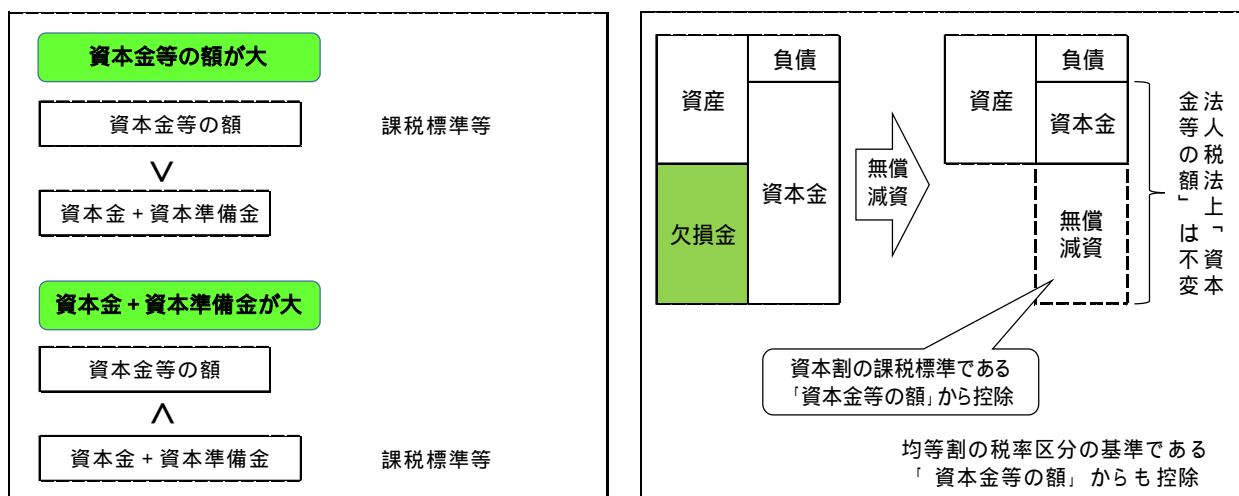 資本金等の額が大
資本金等の額 課税標準等
∨
資本金+資本準備金
資本金+資本準備金が大
資本金等の額
∧
資本金+資本準備金 課税標準等
資産
負債
資本金
欠損金
無償
減資
資産
負債
資本金
無償
減資
法人税法上「資本
金等の額」は不変
資本割の課税標準である
「資本金等の額」から控除
均等割の税率区分の基準である
「資本金等の額」からも控除